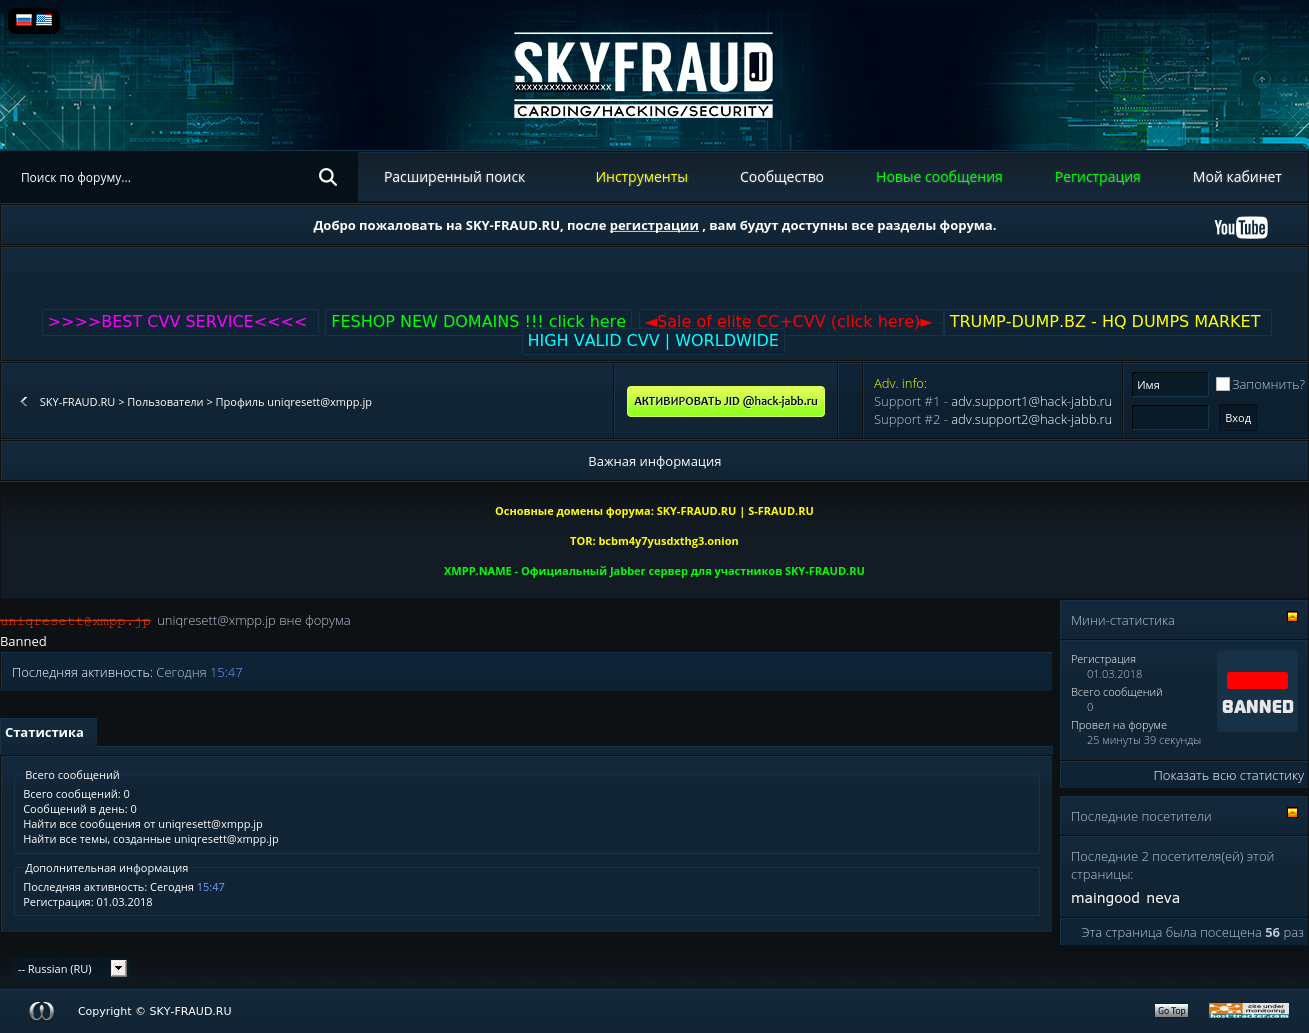 SKYFRAUD
xxxxxxxxxxxxxxxxx
CARDING/HACKING/SECURITY
Поиск по форуму...
Расширенный поиск
Инструменты
Сообщество
Новые сообщения
Регистрация
Мой кабинет
Добро пожаловать на SKY-FRAUD.RU, после регистрации , вам будут доступны все разделы форума.
YouTube
>>>>BEST CVV SERVICE<<<<
FESHOP NEW DOMAINS !!! click here
◄Sale of elite CC+CVV (click here)►
TRUMP-DUMP.BZ - HQ DUMPS MARKET
HIGH VALID CVV | WORLDWIDE
SKY-FRAUD.RU > Пользователи > Профиль uniqresett@xmpp.jp
АКТИВИРОВАТЬ JID @hack-jabb.ru
Adv. info:
Support #1 - adv.support1@hack-jabb.ru
Support #2 - adv.support2@hack-jabb.ru
Имя
Запомнить?
Вход
Важная информация
Основные домены форума: SKY-FRAUD.RU | S-FRAUD.RU
TOR: bcbm4y7yusdxthg3.onion
XMPP.NAME - Официальный Jabber сервер для участников SKY-FRAUD.RU
uniqresett@xmpp.jp uniqresett@xmpp.jp вне форума
Banned
Последняя активность: Сегодня 15:47
Статистика
Всего сообщений
Всего сообщений: 0
Сообщений в день: 0
Найти все сообщения от uniqresett@xmpp.jp
Найти все темы, созданные uniqresett@xmpp.jp
Дополнительная информация
Последняя активность: Сегодня 15:47
Регистрация: 01.03.2018
Мини-статистика
Регистрация
01.03.2018
Всего сообщений
0
Провел на форуме
25 минуты 39 секунды
BANNED
Показать всю статистику
Последние посетители
Последние 2 посетителя(ей) этой
страницы:
maingood neva
Эта страница была посещена 56 раз
-- Russian (RU)
Copyright © SKY-FRAUD.RU
Go Top
site under
monitoring
host-tracker.com